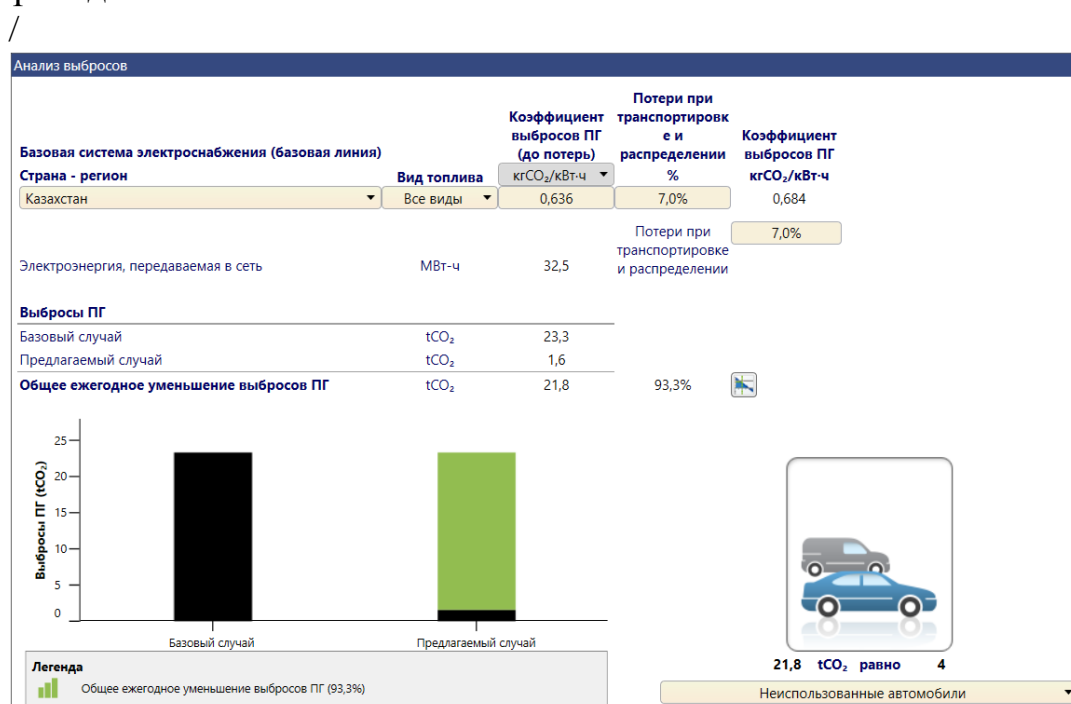 /
Анализ выбросов
Потери при
Коэффициент транспортировк
выбросов ПГ е и Коэффициент
Базовая система электроснабжения (базовая линия) (до потерь) распределении выбросов ПГ
Страна - регион Вид топлива кгCO₂/кВт·ч % кгCO₂/кВт·ч
Казахстан Все виды 0,636 7,0% 0,684
Потери при 7,0%
транспортировке
Электроэнергия, передаваемая в сеть МВт-ч 32,5 и распределении
Выбросы ПГ
Базовый случай tCO₂ 23,3
Предлагаемый случай tCO₂ 1,6
Общее ежегодное уменьшение выбросов ПГ tCO₂ 21,8 93,3%
Выбросы ПГ (tCO₂)
25
20
15
10
5
0
Базовый случай Предлагаемый случай
Легенда
Общее ежегодное уменьшение выбросов ПГ (93,3%)
21,8 tCO₂ равно 4
Неиспользованные автомобили